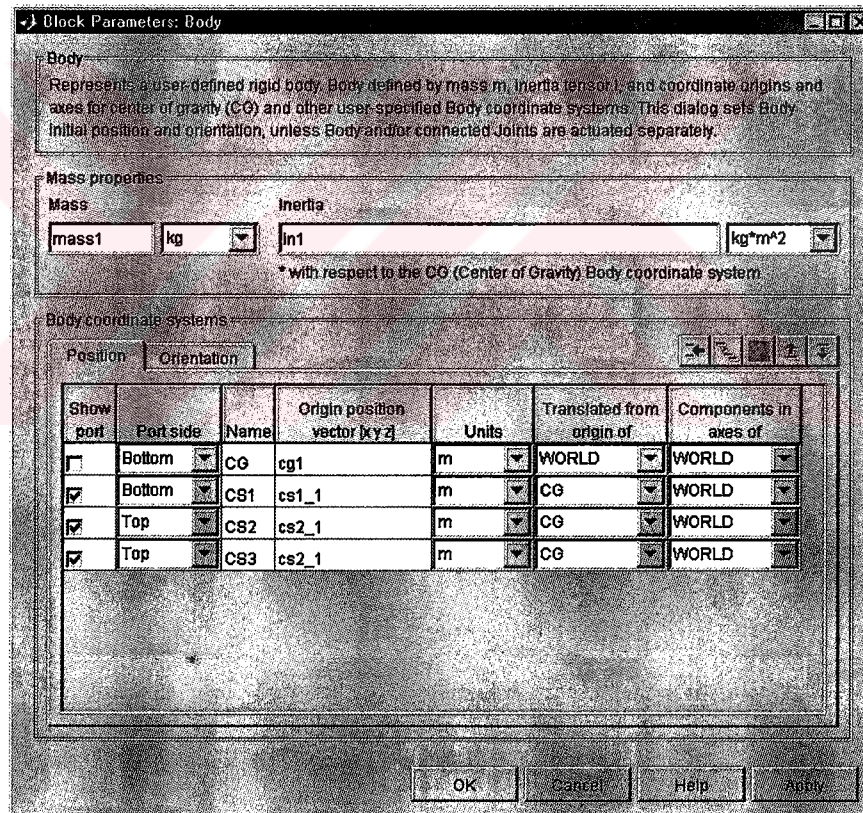 Block Parameters: Body
Body
Represents a user-defined rigid body. Body defined by mass m, inertia tensor I, and coordinate origins and
axes for center of gravity (CG) and other user-specified Body coordinate systems. This dialog sets Body
initial position and orientation, unless Body and/or connected Joints are actuated separately.
Mass properties
Mass Inertia
mass1 kg in1 kg*m^2
* with respect to the CG (Center of Gravity) Body coordinate system
Body coordinate systems
Position Orientation
Show port Port side Name Origin position vector [x y z] Units Translated from origin of Components in axes of
Bottom CG cg1 m WORLD WORLD
Bottom CS1 cs1_1 m CG WORLD
Top CS2 cs2_1 m CG WORLD
Top CS3 cs2_1 m CG WORLD
OK Cancel Help Apply